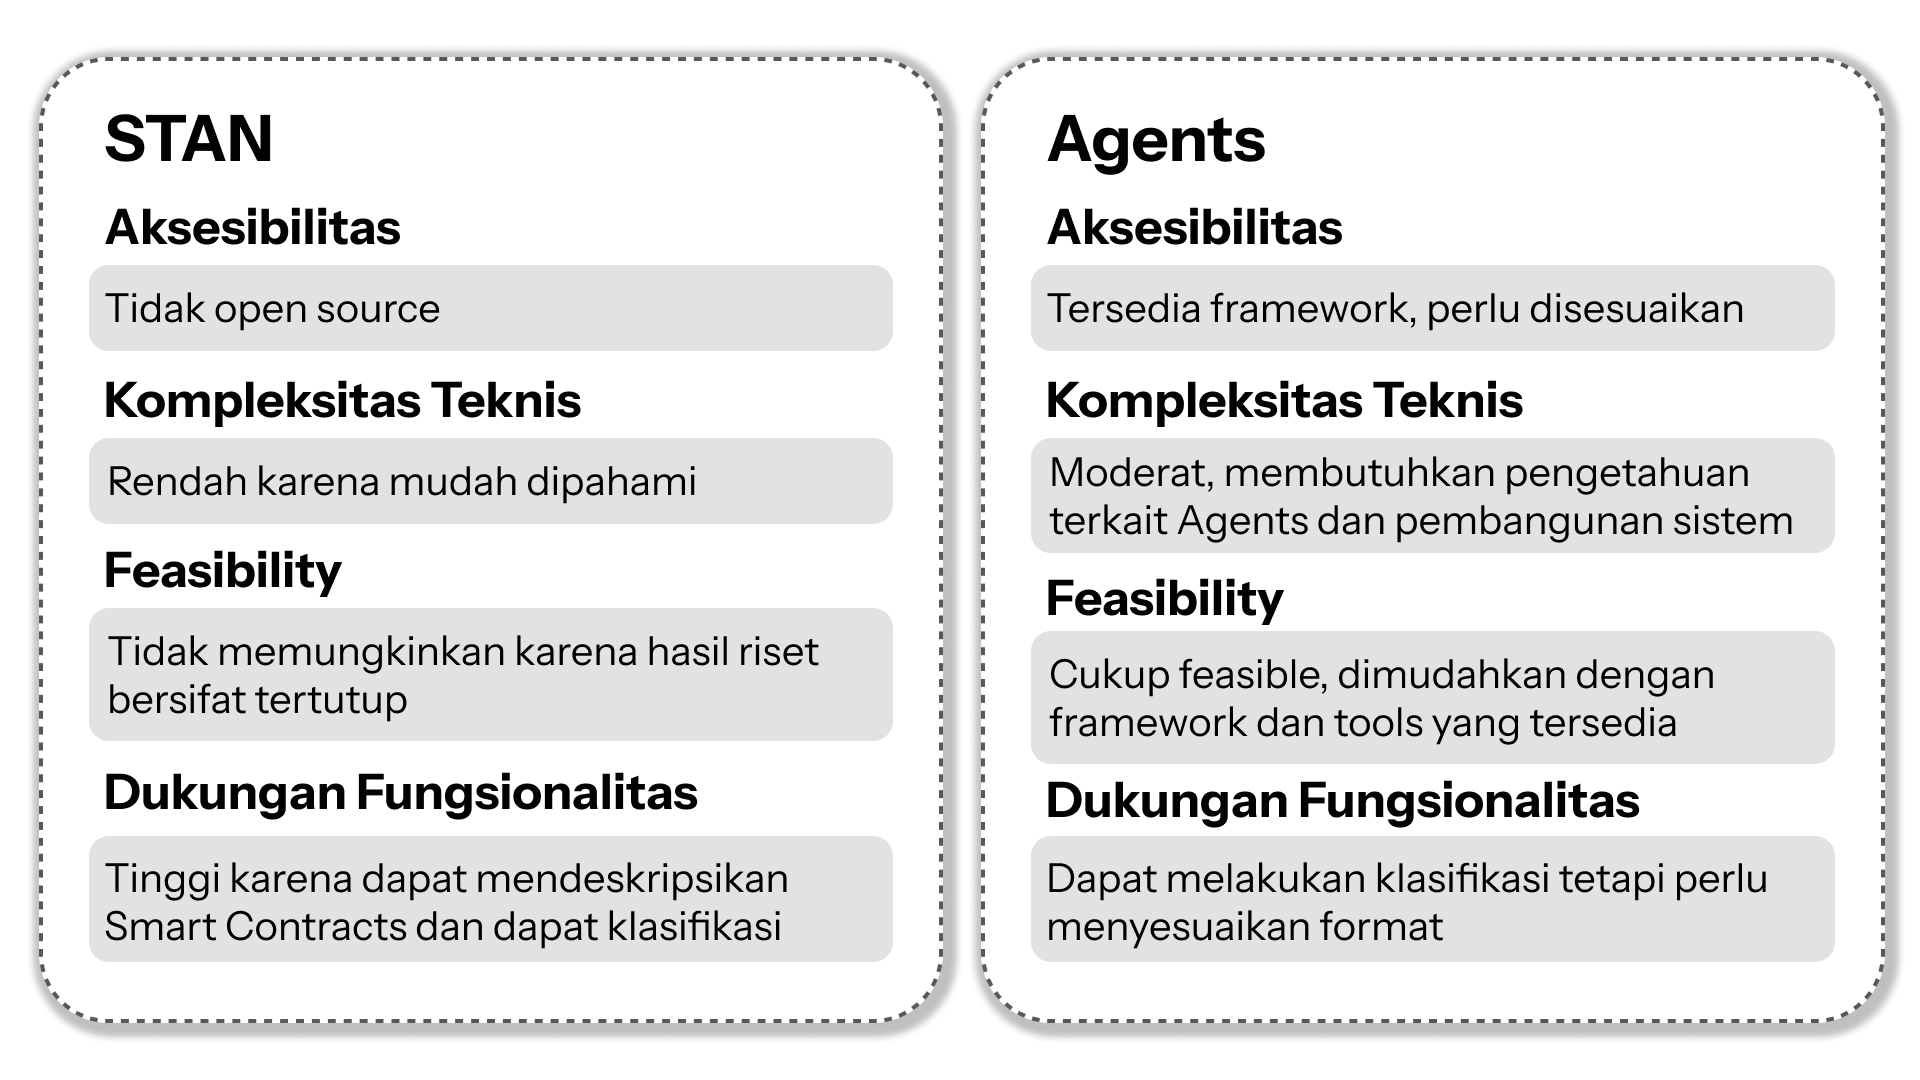 STAN
Aksesibilitas
Tidak open source
Kompleksitas Teknis
Rendah karena mudah dipahami
Feasibility
Tidak memungkinkan karena hasil riset
bersifat tertutup
Dukungan Fungsionalitas
Tinggi karena dapat mendeskripsikan
Smart Contracts dan dapat klasifikasi
Agents
Aksesibilitas
Tersedia framework, perlu disesuaikan
Kompleksitas Teknis
Moderat, membutuhkan pengetahuan
terkait Agents dan pembangunan sistem
Feasibility
Cukup feasible, dimudahkan dengan
framework dan tools yang tersedia
Dukungan Fungsionalitas
Dapat melakukan klasifikasi tetapi perlu
menyesuaikan format